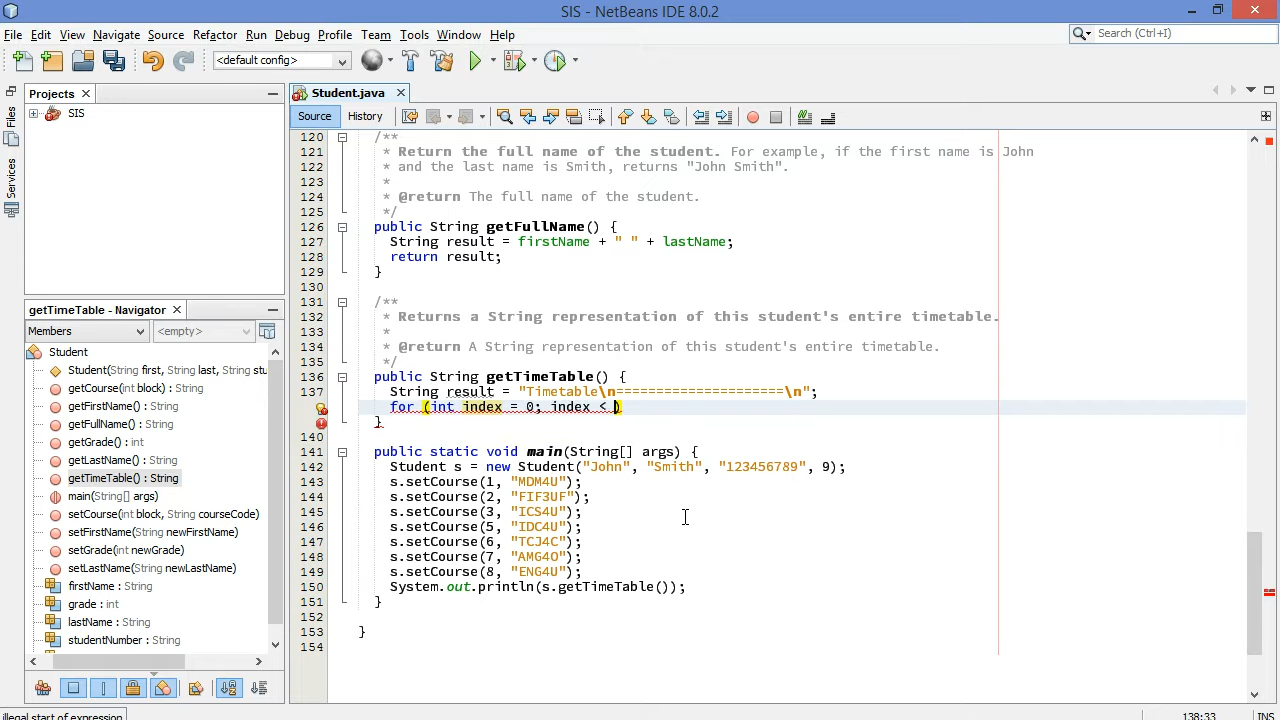 SIS - NetBeans IDE 8.0.2
File Edit View Navigate Source Refactor Run Debug Profile Team Tools Window Help
Search (Ctrl+I)
<default config>
Projects
Student.java
Files
Services
SIS
Source History
120 /**
121 * Return the full name of the student. For example, if the first name is John
122 * and the last name is Smith, returns "John Smith".
123 *
124 * @return The full name of the student.
125 */
126 public String getFullName() {
127 String result = firstName + " " + lastName;
128 return result;
129 }
130
131 /**
132 * Returns a String representation of this student's entire timetable.
133 *
134 * @return A String representation of this student's entire timetable.
135 */
136 public String getTimeTable() {
137 String result = "Timetable\n=====================\n";
for (int index = 0; index < )
}
140
141 public static void main(String[] args) {
142 Student s = new Student("John", "Smith", "123456789", 9);
143 s.setCourse(1, "MDM4U");
144 s.setCourse(2, "FIF3UF");
145 s.setCourse(3, "ICS4U");
146 s.setCourse(5, "IDC4U");
147 s.setCourse(6, "TCJ4C");
148 s.setCourse(7, "AMG4O");
149 s.setCourse(8, "ENG4U");
150 System.out.println(s.getTimeTable());
151 }
152
153 }
154
getTimeTable - Navigator
Members
<empty>
Student
Student(String first, String last, String stu
getCourse(int block) : String
getFirstName() : String
getFullName() : String
getGrade() : int
getLastName() : String
getTimeTable() : String
main(String[] args)
setCourse(int block, String courseCode)
setFirstName(String newFirstName)
setGrade(int newGrade)
setLastName(String newLastName)
firstName : String
grade : int
lastName : String
studentNumber : String
illegal start of expression
138:33
INS